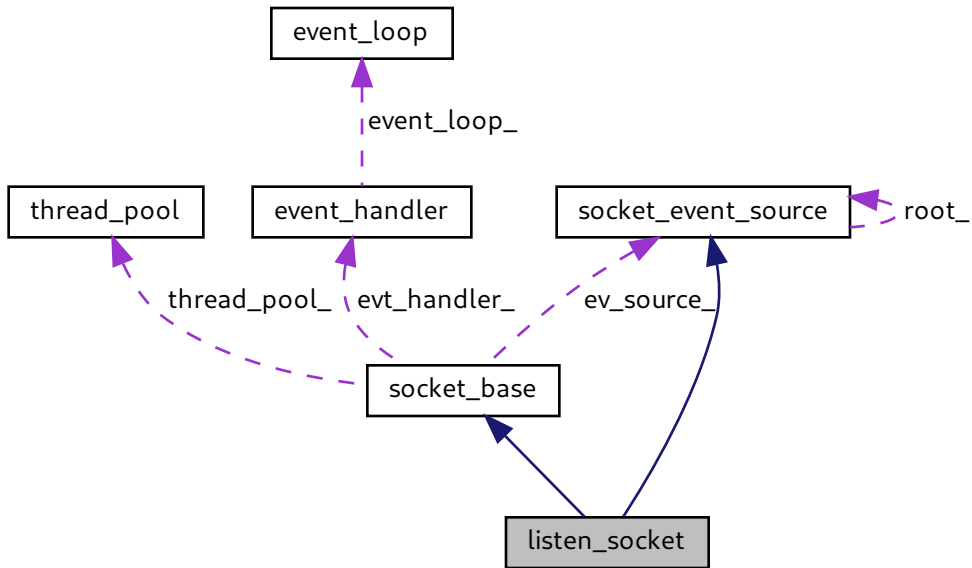 event_loop
event_loop_
thread_pool
event_handler
socket_event_source
root_
thread_pool_
evt_handler_
ev_source_
socket_base
listen_socket